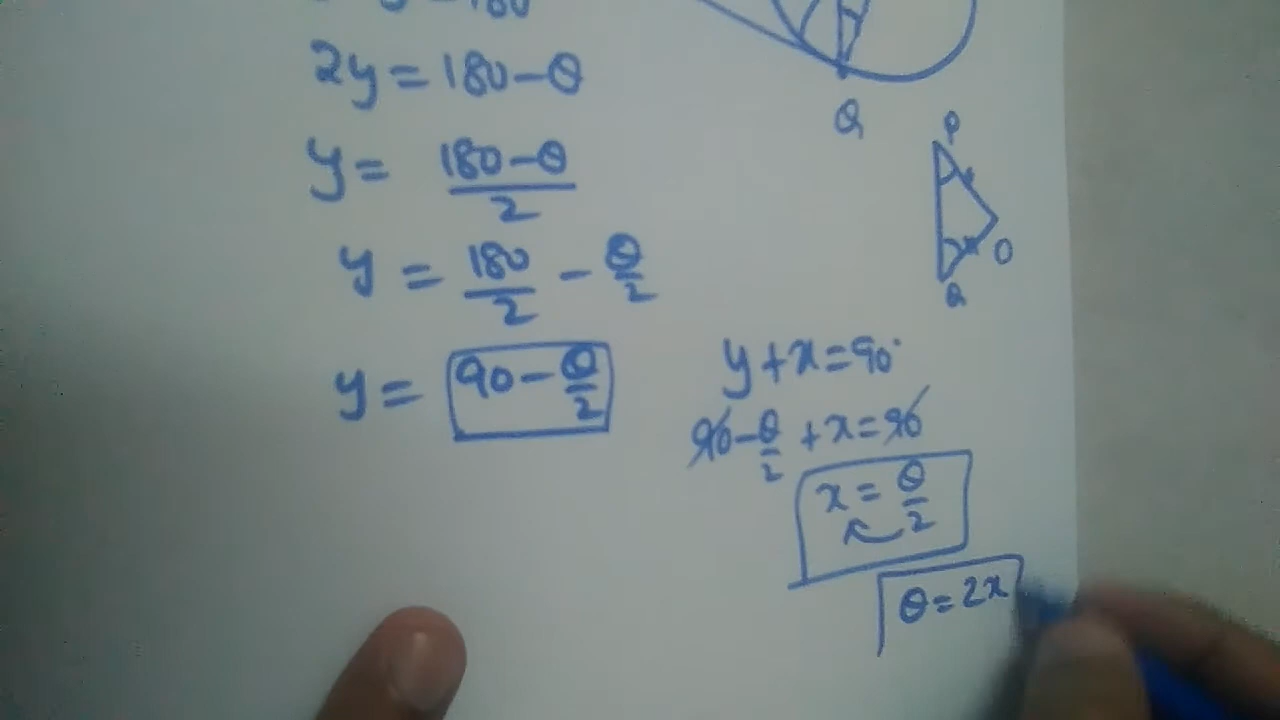 2y = 180 - θ
y = 180 - θ / 2
y = 180 / 2 - θ / 2
y = 90 - θ / 2
Q
P
O
Q
y + x = 90°
90 - θ / 2 + x = 90
x = θ / 2
θ = 2x